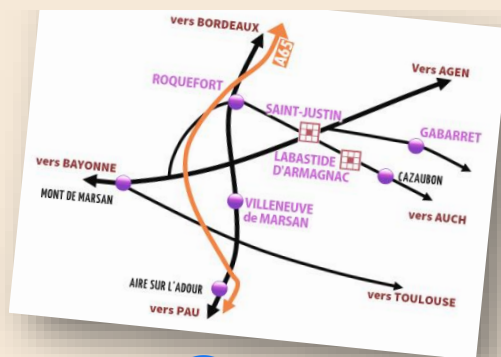 vers BORDEAUX
A65
Vers AGEN
ROQUEFORT
SAINT-JUSTIN
GABARRET
vers BAYONNE
LABASTIDE
D'ARMAGNAC
CAZAUBON
MONT DE MARSAN
VILLENEUVE
de MARSAN
vers AUCH
AIRE SUR L'ADOUR
vers PAU
vers TOULOUSE